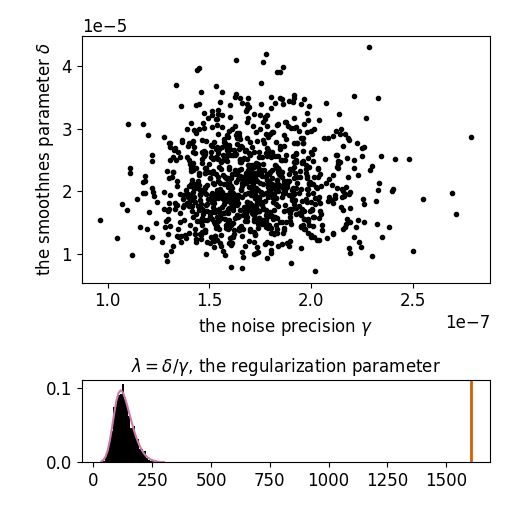 1e−5
the smoothnes parameter δ
4
3
2
1
1.0 1.5 2.0 2.5
1e−7
the noise precision γ
λ = δ/γ, the regularization parameter
0.1
0.0
0 250 500 750 1000 1250 1500